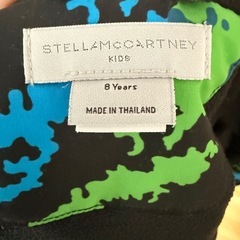 STELLAMcCARTNEY
KIDS
8 Years
MADE IN THAILAND